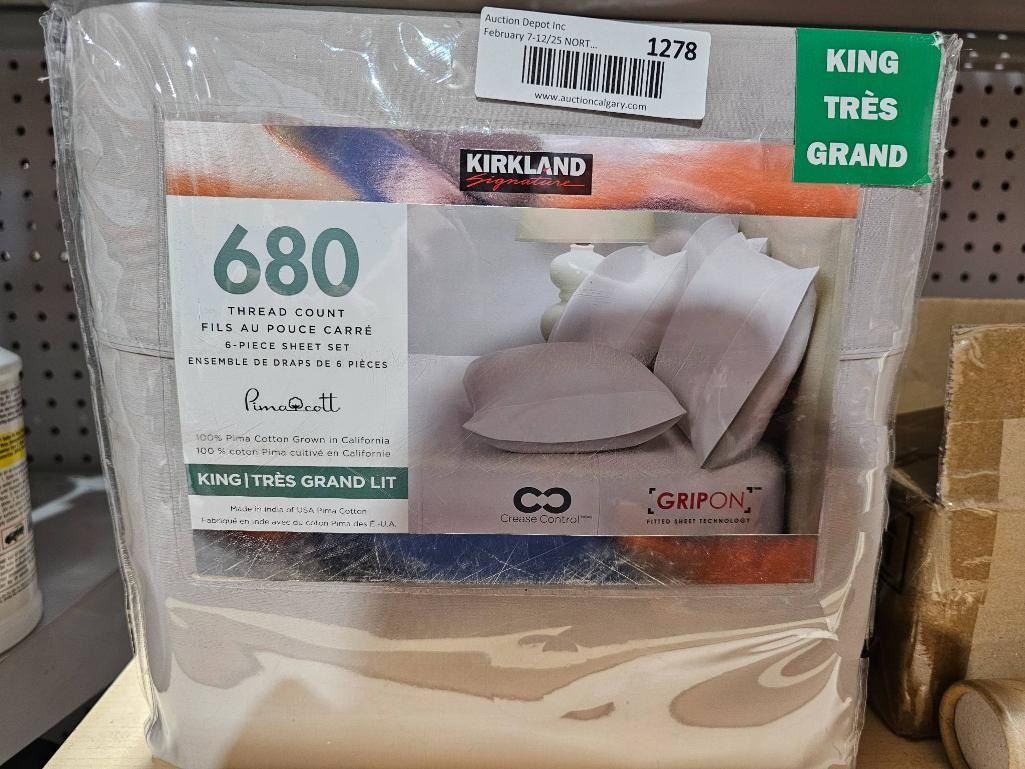 Auction Depot Inc
February 7-12/25 NORT...
1278
www.auctioncalgary.com
KING
TRÈS
GRAND
KIRKLAND
Signature
680
THREAD COUNT
FILS AU POUCE CARRÉ
6-PIECE SHEET SET
ENSEMBLE DE DRAPS DE 6 PIÈCES
Pima cott
100% Pima Cotton Grown in California
100 % coton Pima cultivé en Californie
KING | TRÈS GRAND LIT
Made in India of USA Pima Cotton
Fabriqué en Inde avec du coton Pima des É.-U.A.
Crease Control
GRIPON
FITTED SHEET TECHNOLOGY